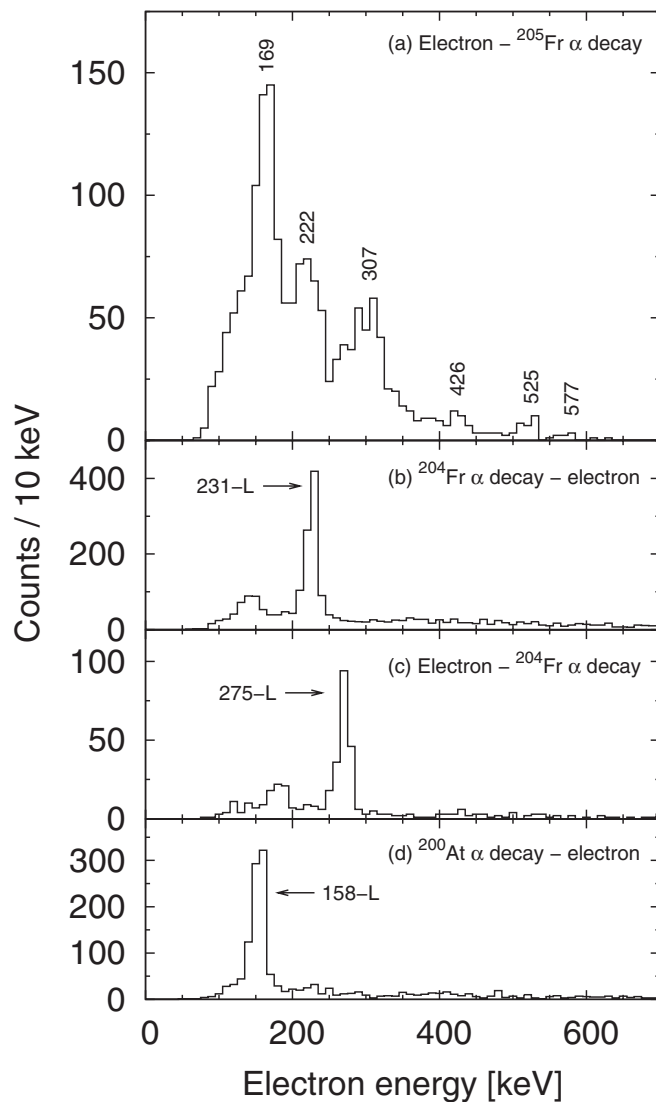 (a) Electron – ²⁰⁵Fr α decay
169
222
307
426
525
577
150
100
50
0
(b) ²⁰⁴Fr α decay – electron
231–L
400
200
0
(c) Electron – ²⁰⁴Fr α decay
275–L
100
50
0
(d) ²⁰⁰At α decay – electron
158–L
300
200
100
0
0 200 400 600
Counts / 10 keV
Electron energy [keV]